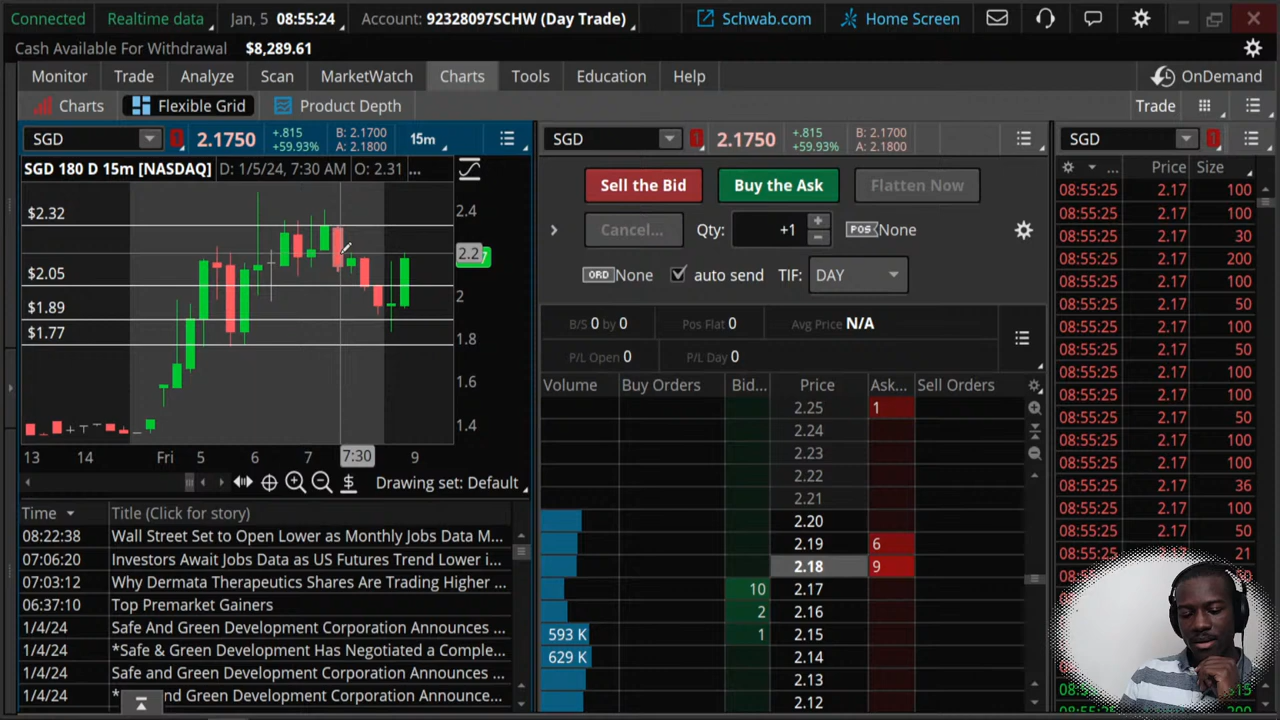 Connected Realtime data Jan, 5 08:55:24 Account: 92328097SCHW (Day Trade) Schwab.com Home Screen
Cash Available For Withdrawal $8,289.61
Monitor Trade Analyze Scan MarketWatch Charts Tools Education Help OnDemand
Charts Flexible Grid Product Depth Trade
SGD 1 2.1750 +.815 +59.93% B: 2.1700 A: 2.1800 15m
SGD 180 D 15m [NASDAQ] D: 1/5/24, 7:30 AM O: 2.31 ...
$2.32
$2.05
$1.89
$1.77
2.4
2.2
2
1.8
1.6
1.4
13 14 Fri 5 6 7 7:30 9
Drawing set: Default
Time Title (Click for story)
08:22:38 Wall Street Set to Open Lower as Monthly Jobs Data M...
07:06:20 Investors Await Jobs Data as US Futures Trend Lower i...
07:03:12 Why Dermata Therapeutics Shares Are Trading Higher ...
06:37:10 Top Premarket Gainers
1/4/24 Safe And Green Development Corporation Announces ...
1/4/24 *Safe & Green Development Has Negotiated a Comple...
1/4/24 Safe and Green Development Corporation Announces ...
1/4/24 nd Green Development Corporation Announce...
SGD 1 2.1750 +.815 +59.93% B: 2.1700 A: 2.1800
Sell the Bid Buy the Ask Flatten Now
Cancel... Qty: +1 POS None
ORD None auto send TIF: DAY
B/S 0 by 0 Pos Flat 0 Avg Price N/A
P/L Open 0 P/L Day 0
Volume Buy Orders Bid... Price Ask... Sell Orders
2.25 1
2.24
2.23
2.22
2.21
2.20
2.19 6
2.18 9
10 2.17
2 2.16
593 K 1 2.15
629 K 2.14
2.13
2.12
SGD 1
... Price Size
08:55:25 2.17 100
08:55:25 2.17 30
08:55:25 2.17 200
08:55:25 2.17 50
08:55:25 2.17 100
08:55:25 2.17 100
08:55:25 2.17 50
08:55:25 2.17 100
08:55:25 2.17 100
08:55:25 2.17 100
08:55:25 2.17 50
08:55:25 2.17 100
08:55:25 2.17 100
08:55:25 2.17 36
08:55:25 2.17 50
08:55:25 2.17 21